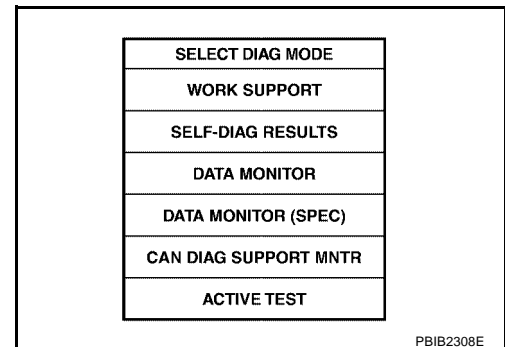 SELECT DIAG MODE
WORK SUPPORT
SELF-DIAG RESULTS
DATA MONITOR
DATA MONITOR (SPEC)
CAN DIAG SUPPORT MNTR
ACTIVE TEST
PBIB2308E